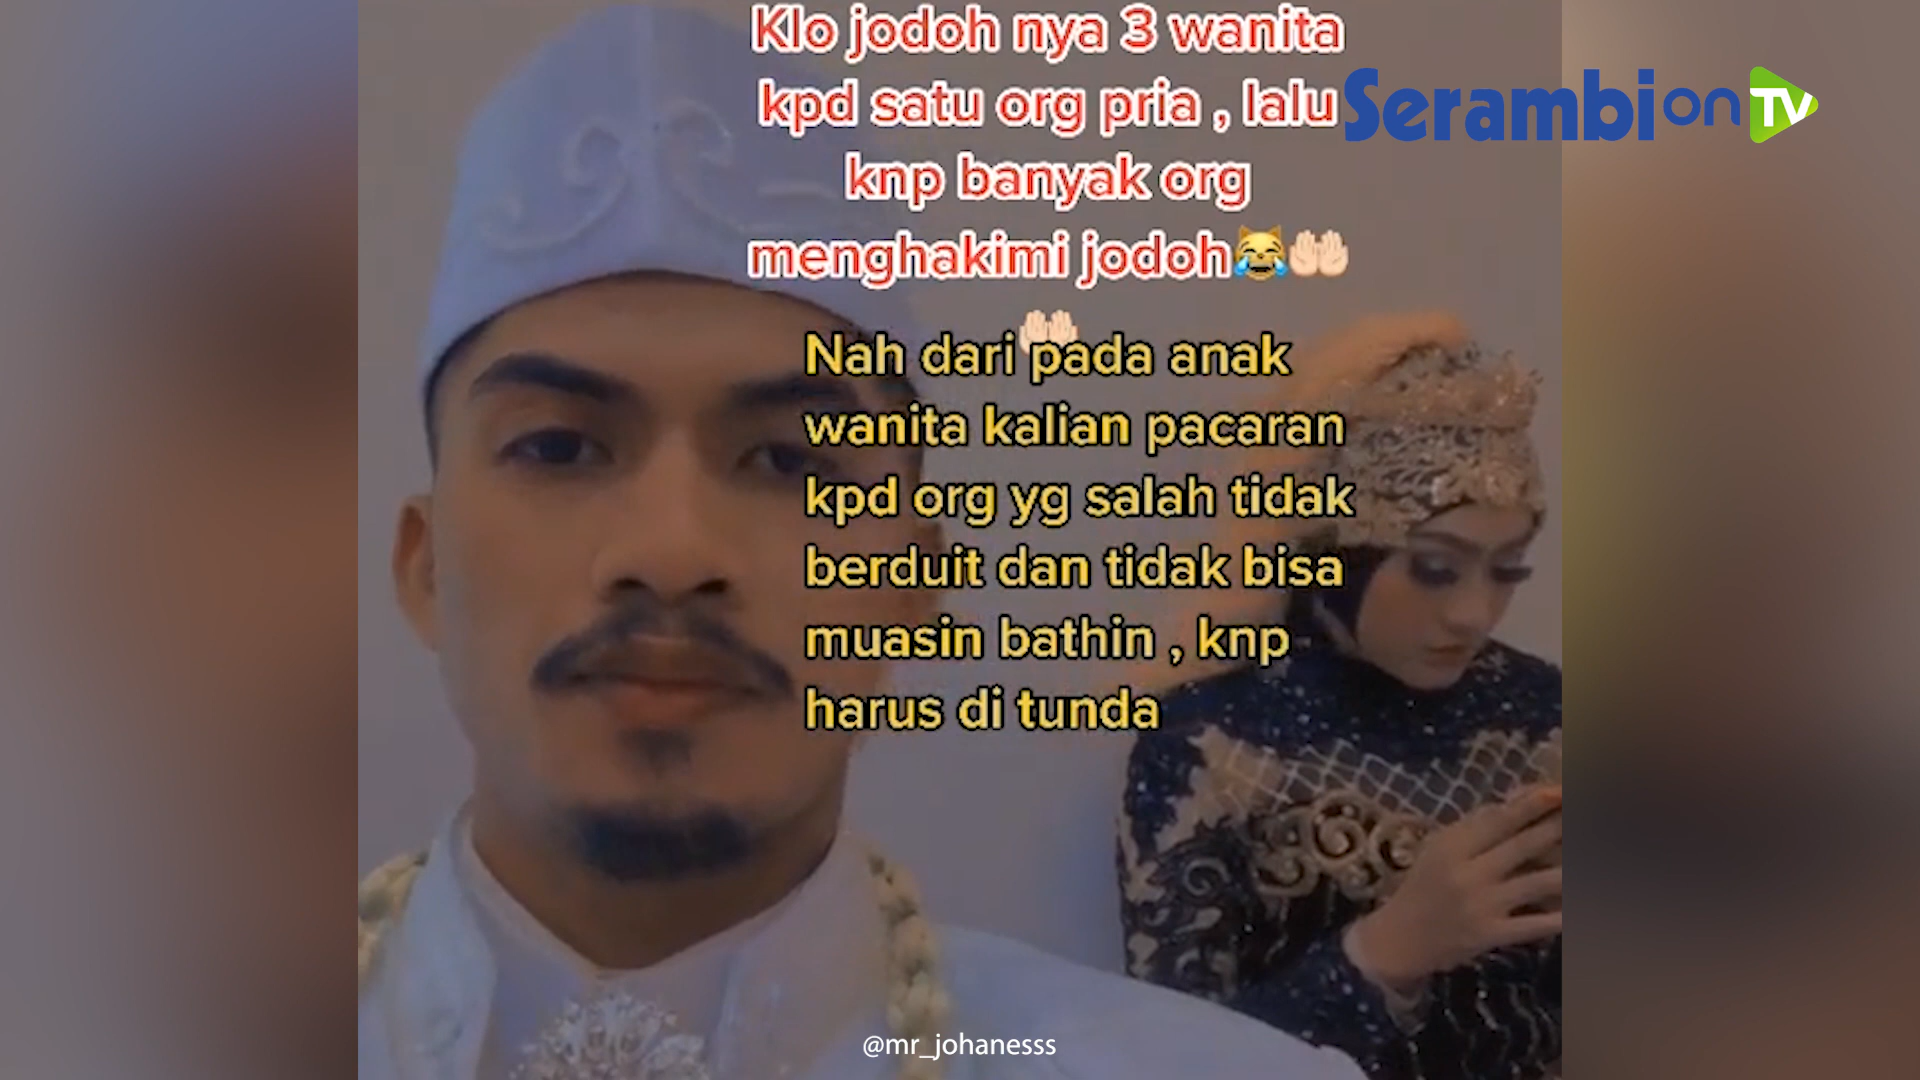 Klo jodoh nya 3 wanita
kpd satu org pria , lalu
knp banyak org
menghakimi jodoh😹🤲🏻
🤲🏻
Serambi on TV
Nah dari pada anak
wanita kalian pacaran
kpd org yg salah tidak
berduit dan tidak bisa
muasin bathin , knp
harus di tunda
@mr_johanesss